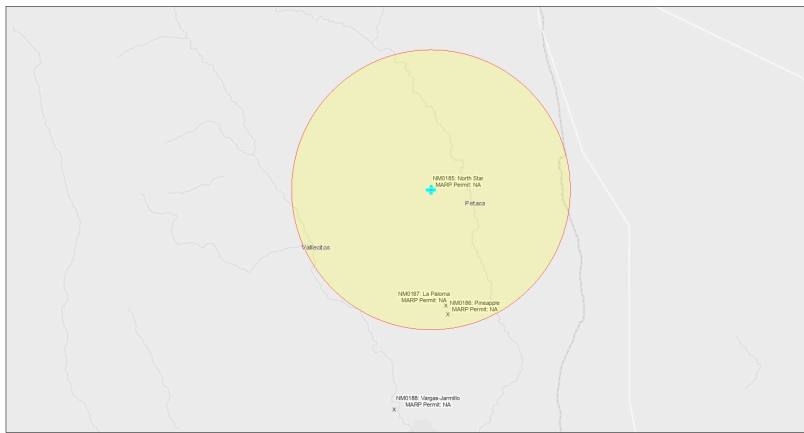 NM0185: North Star
MARP Permit: NA
Petaca
Vallecitos
NM0187: La Paloma
MARP Permit: NA
NM0186: Pineapple
MARP Permit: NA
X
X
NM0188: Vargas-Jarmillo
MARP Permit: NA
X